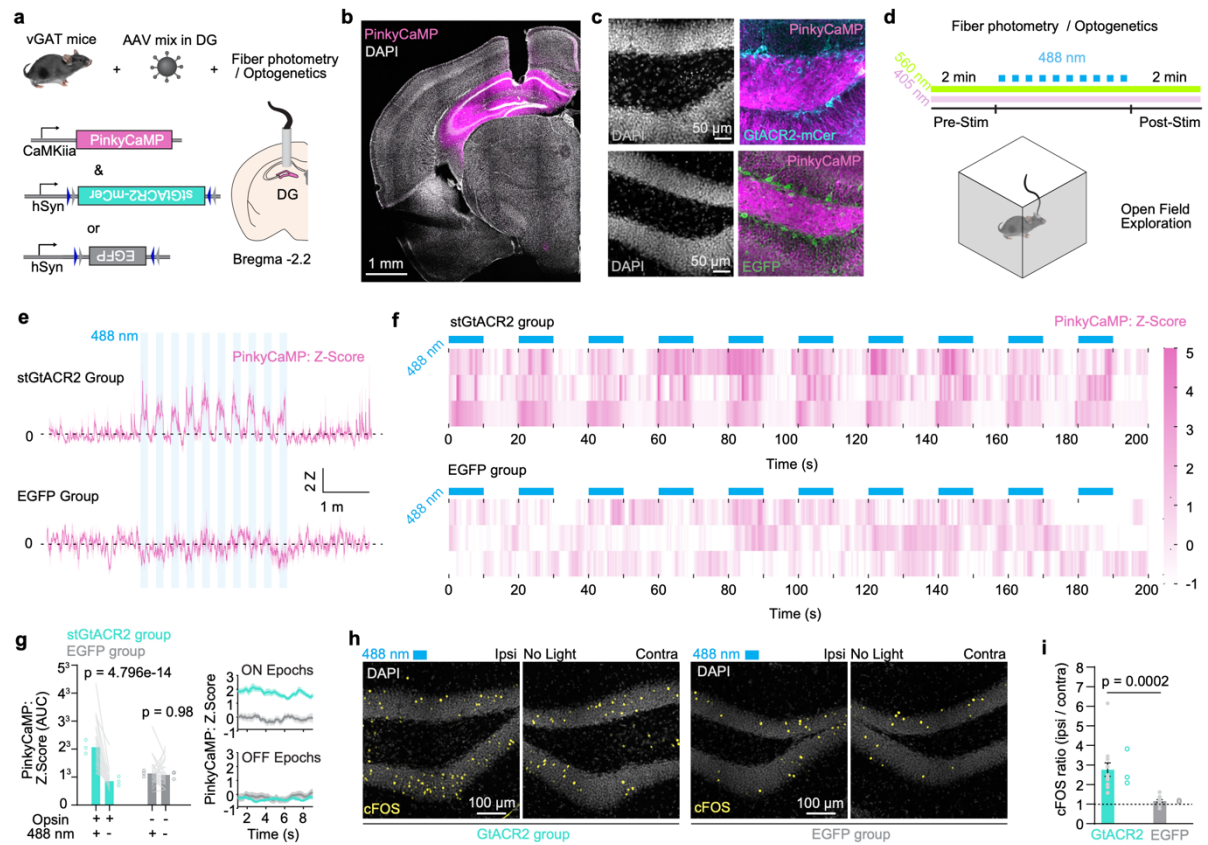 a
vGAT mice
AAV mix in DG
Fiber photometry
/ Optogenetics
+
+
CaMKiia
PinkyCaMP
&
hSyn
stGtACR2-mCer
or
hSyn
EGFP
DG
Bregma -2.2
b
PinkyCaMP
DAPI
1 mm
c
PinkyCaMP
DAPI
50 µm
GtACR2-mCer
PinkyCaMP
DAPI
50 µm
EGFP
d
Fiber photometry / Optogenetics
488 nm
560nm
405nm
2 min
2 min
Pre-Stim
Post-Stim
Open Field
Exploration
e
488 nm
PinkyCaMP: Z-Score
stGtACR2 Group
0
2 Z
1 m
EGFP Group
0
f
stGtACR2 group
PinkyCaMP: Z-Score
488 nm
0 20 40 60 80 100 120 140 160 180 200
Time (s)
EGFP group
488 nm
0 20 40 60 80 100 120 140 160 180 200
Time (s)
5
4
3
2
1
0
-1
g
stGtACR2 group
EGFP group
PinkyCaMP:
Z.Score (AUC)
5³
4³
3³
2³
1³
0
p = 4.796e-14
p = 0.98
Opsin + + - -
488 nm + - + -
PinkyCaMP: Z.Score
ON Epochs
3
2
1
0
-1
OFF Epochs
3
2
1
0
-1
2 4 6 8
Time (s)
h
488 nm
Ipsi
No Light
Contra
DAPI
cFOS
100 µm
GtACR2 group
488 nm
Ipsi
No Light
Contra
DAPI
cFOS
100 µm
EGFP group
i
cFOS ratio (ipsi / contra)
8
7
6
5
4
3
2
1
0
p = 0.0002
GtACR2
EGFP